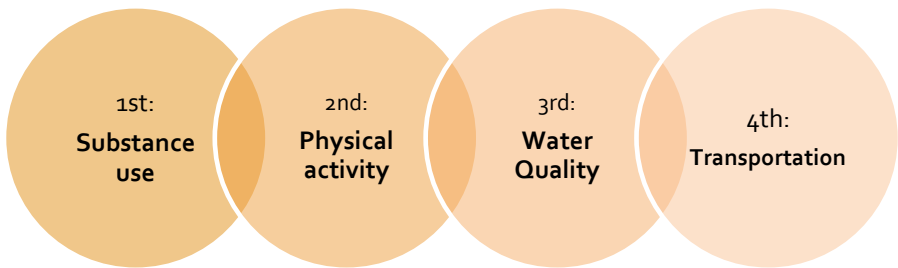 1st:
Substance
use
2nd:
Physical
activity
3rd:
Water
Quality
4th:
Transportation